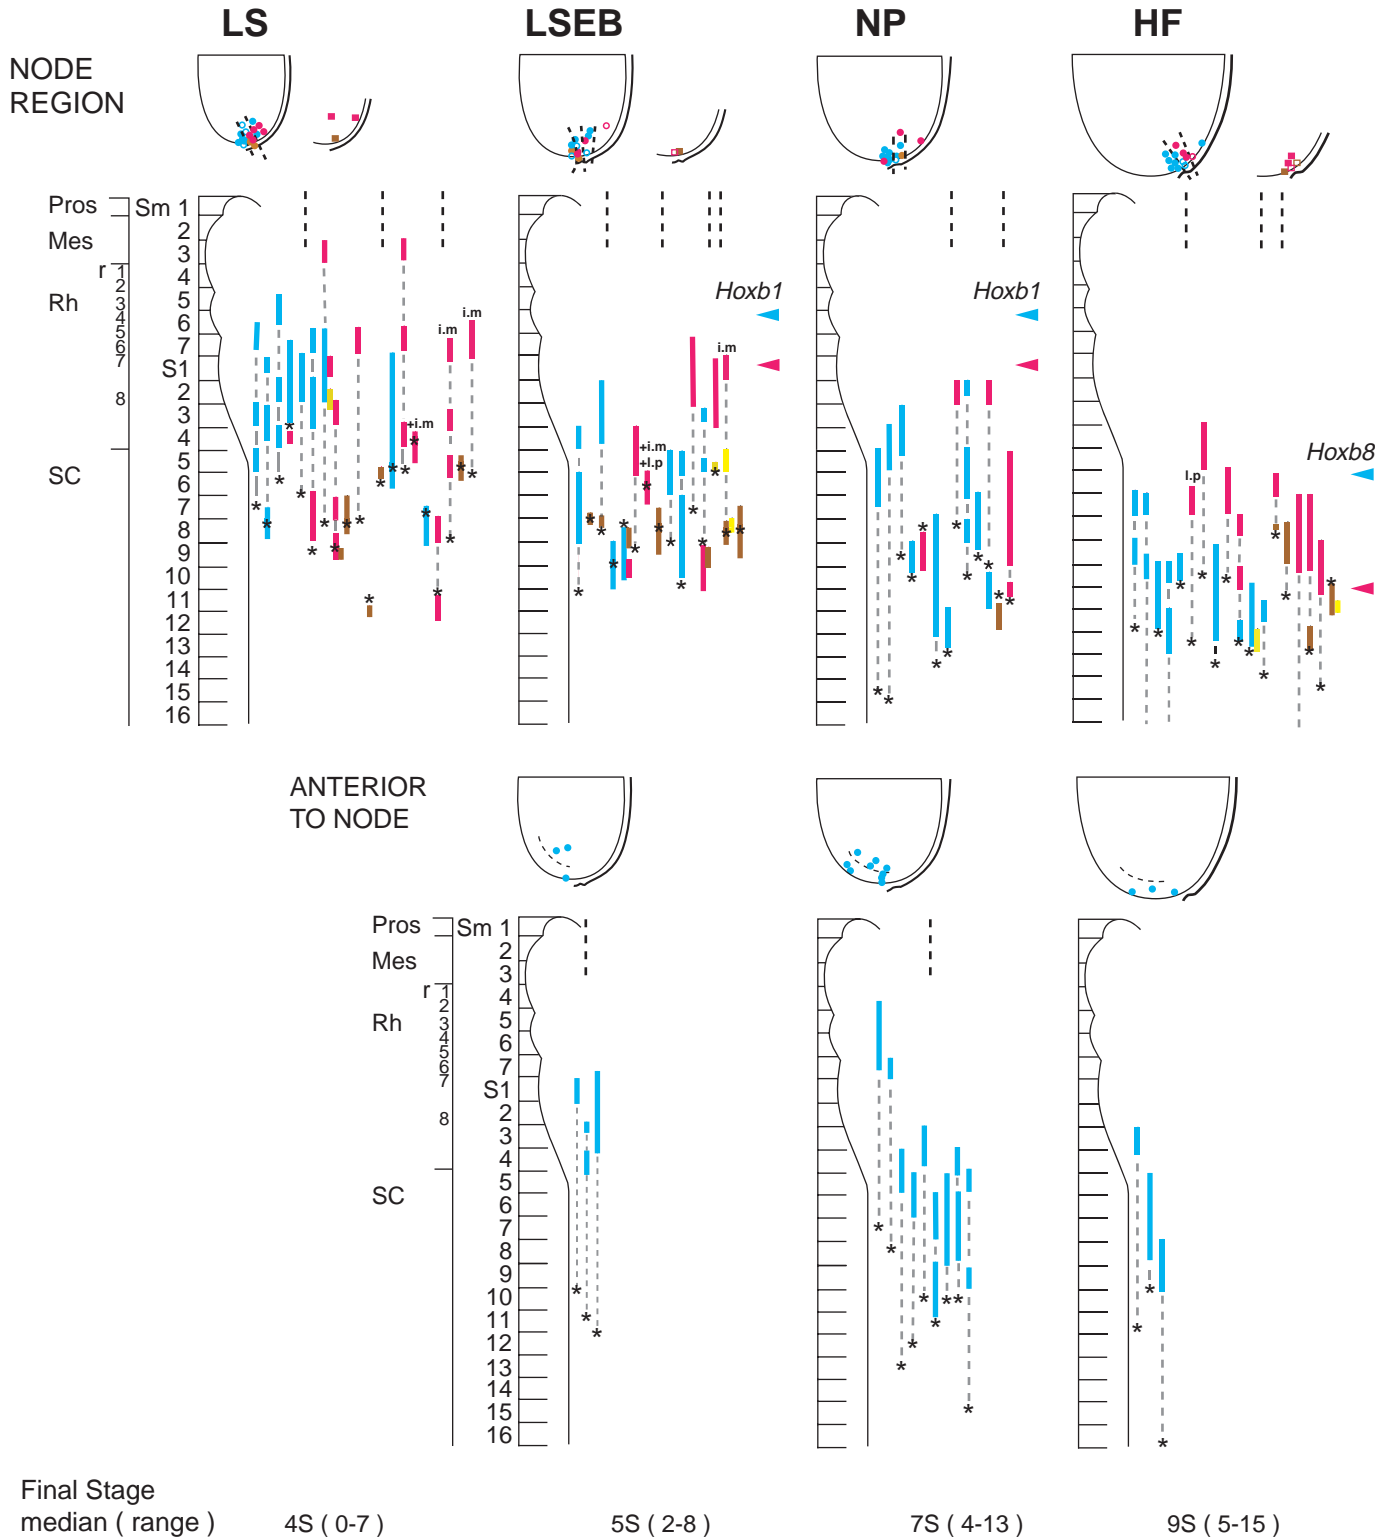 LS LSEB NP HF
NODE
REGION
Pros
Mes
r 1
2
3
4
5
6
7
8
Rh
SC
Sm 1
2
3
4
5
6
7
S1
2
3
4
5
6
7
8
9
10
11
12
13
14
15
16
i.m
i.m
+i.m
*
i.m
+i.m
+l.p
Hoxb1
Hoxb1
l.p
Hoxb8
ANTERIOR
TO NODE
Pros
Mes
r 1
2
3
4
5
6
7
8
Rh
SC
Sm 1
2
3
4
5
6
7
S1
2
3
4
5
6
7
8
9
10
11
12
13
14
15
16
Final Stage
median ( range ) 4S ( 0-7 ) 5S ( 2-8 ) 7S ( 4-13 ) 9S ( 5-15 )